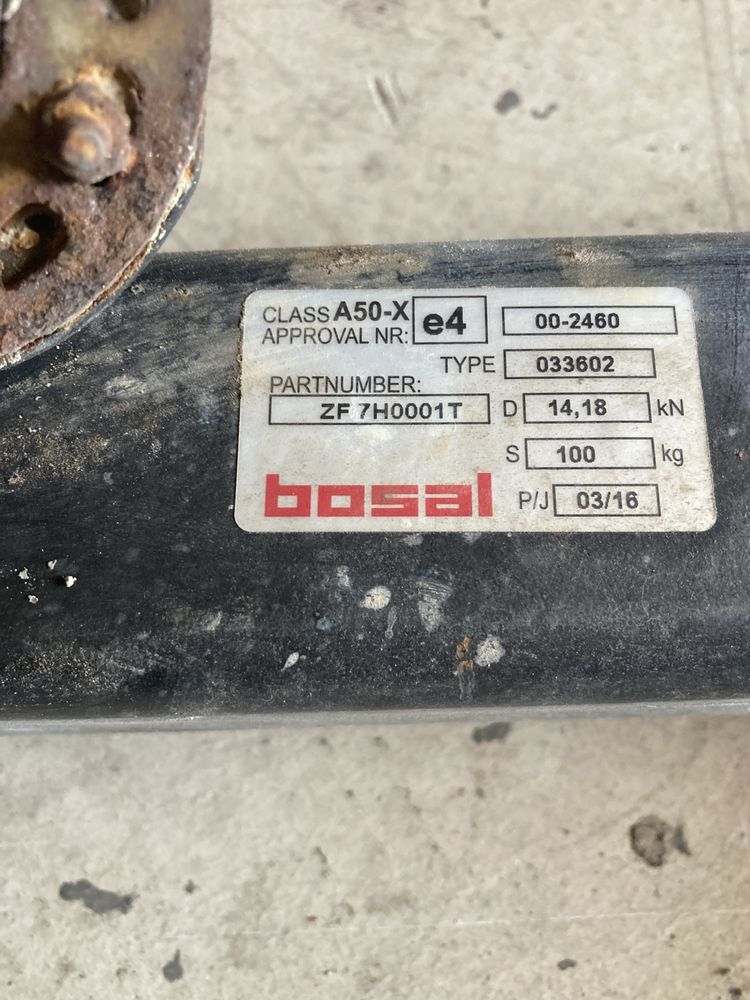 CLASS A50-X
APPROVAL NR: e4 00-2460
TYPE 033602
PARTNUMBER:
ZF 7H0001T D 14,18 kN
S 100 kg
bosal P/J 03/16